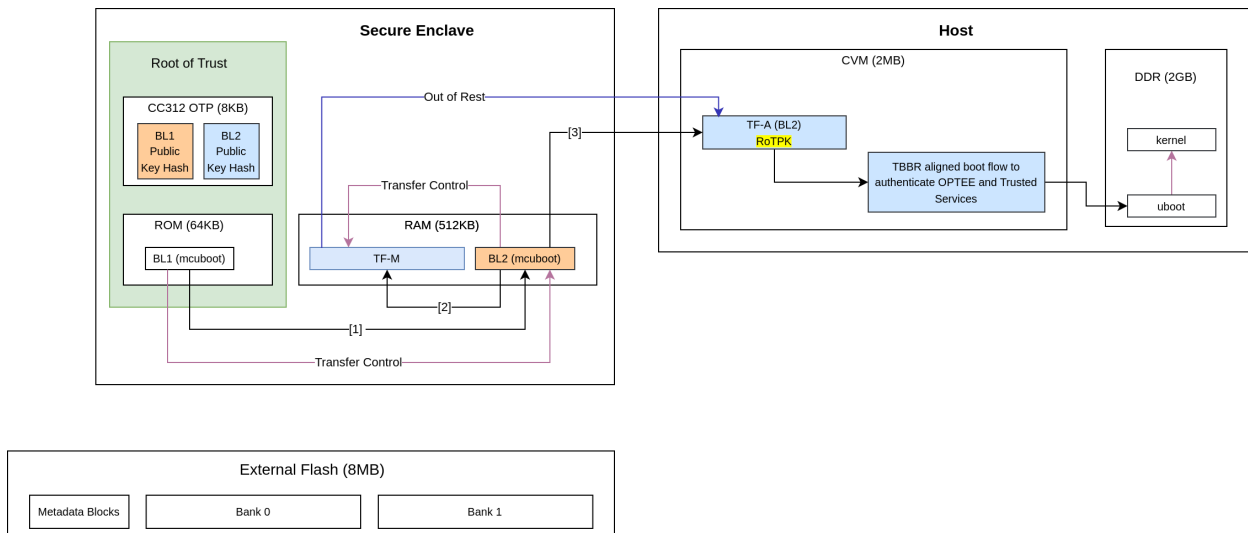 Secure Enclave
Root of Trust
CC312 OTP (8KB)
BL1
Public
Key Hash
BL2
Public
Key Hash
ROM (64KB)
BL1 (mcuboot)
RAM (512KB)
TF-M
BL2 (mcuboot)
Out of Rest
Transfer Control
[3]
[2]
[1]
Transfer Control
Host
CVM (2MB)
TF-A (BL2)
RoTPK
TBBR aligned boot flow to
authenticate OPTEE and Trusted
Services
DDR (2GB)
kernel
uboot
External Flash (8MB)
Metadata Blocks
Bank 0
Bank 1